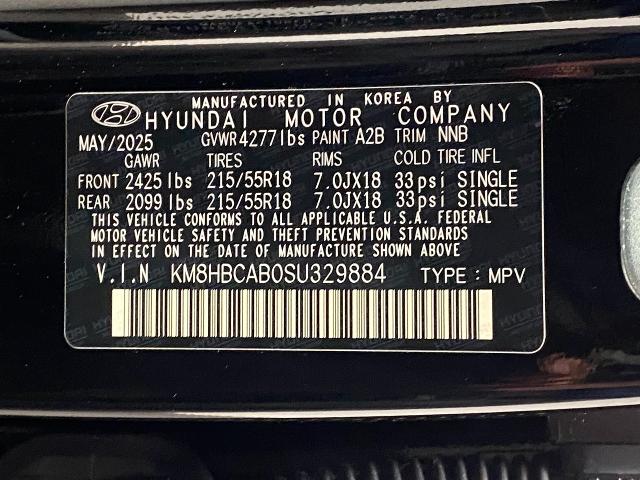 MANUFACTURED IN KOREA BY
HYUNDAI MOTOR COMPANY
MAY/2025 GVWR 4277lbs PAINT A2B TRIM NNB
GAWR TIRES RIMS COLD TIRE INFL
FRONT 2425lbs 215/55R18 7.0JX18 33psi SINGLE
REAR 2099lbs 215/55R18 7.0JX18 33psi SINGLE
THIS VEHICLE CONFORMS TO ALL APPLICABLE U.S.A. FEDERAL
MOTOR VEHICLE SAFETY AND THEFT PREVENTION STANDARDS
IN EFFECT ON THE DATE OF MANUFACTURE SHOWN ABOVE.
V.I.N KM8HBCAB0SU329884 TYPE : MPV